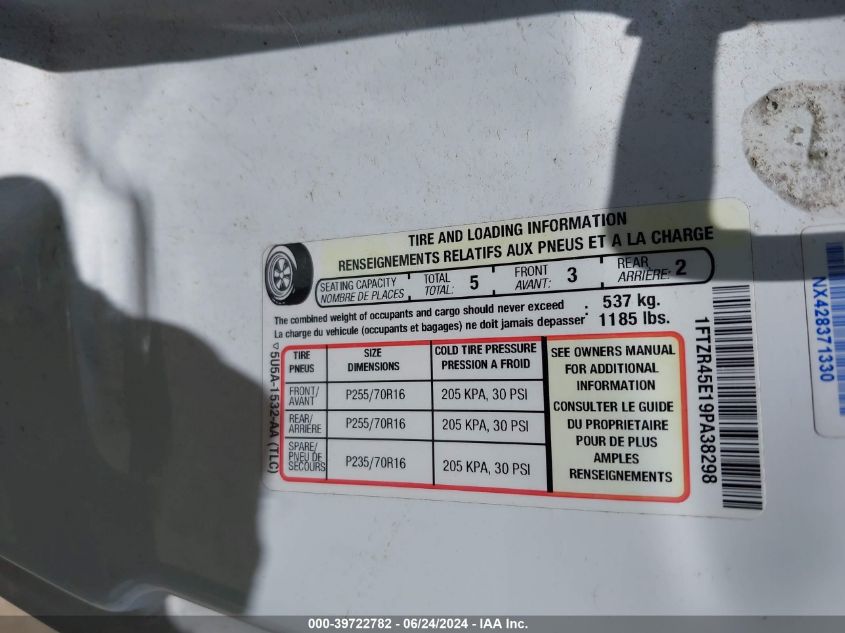 TIRE AND LOADING INFORMATION
RENSEIGNEMENTS RELATIFS AUX PNEUS ET A LA CHARGE
SEATING CAPACITY
NOMBRE DE PLACES
TOTAL
TOTAL: 5
FRONT
AVANT: 3
REAR
ARRIÈRE: 2
The combined weight of occupants and cargo should never exceed : 537 kg.
La charge du vehicule (occupants et bagages) ne doit jamais depasser 1185 lbs.
TIRE
PNEUS
SIZE
DIMENSIONS
COLD TIRE PRESSURE
PRESSION A FROID
FRONT/
AVANT
P255/70R16
205 KPA, 30 PSI
REAR/
ARRIÈRE
P255/70R16
205 KPA, 30 PSI
SPARE/
PNEU DE
SECOURS
P235/70R16
205 KPA, 30 PSI
SEE OWNERS MANUAL
FOR ADDITIONAL
INFORMATION
CONSULTER LE GUIDE
DU PROPRIETAIRE
POUR DE PLUS
AMPLES
RENSEIGNEMENTS
5U5A-1532-AA (TLC)
1FTZR45E19PA38298
NX428371330
000-39722782 - 06/24/2024 - IAA Inc.